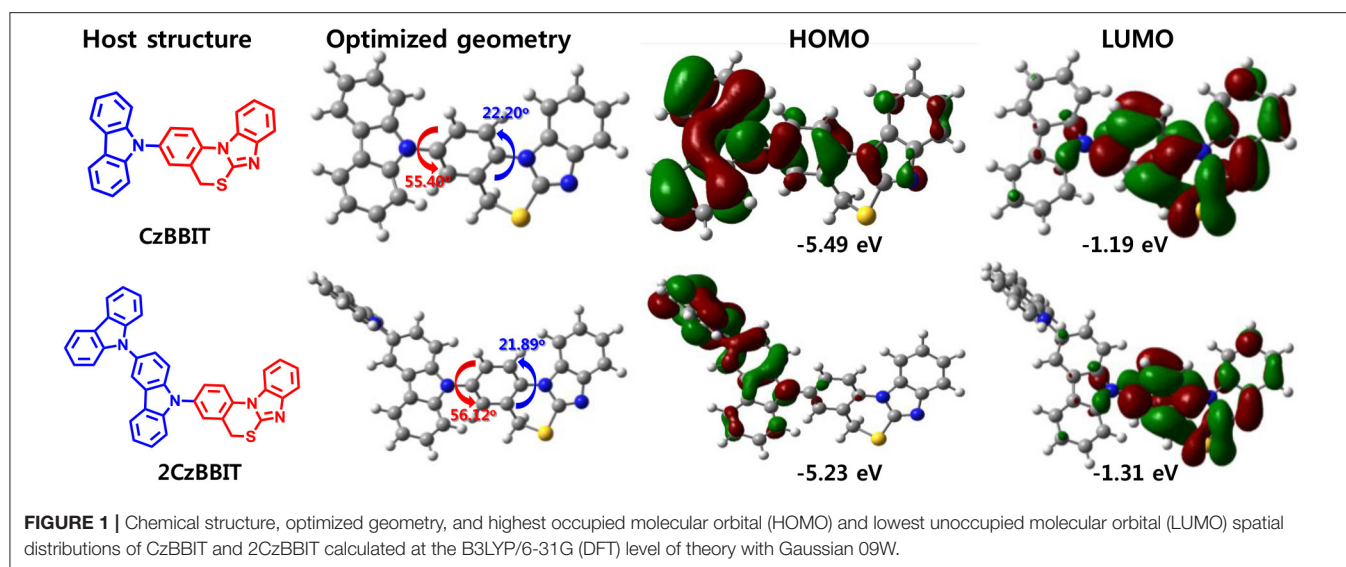 Host structure Optimized geometry HOMO LUMO
N
N
N
S
22.20°
55.40°
CzBBIT
-5.49 eV
-1.19 eV
N
N
N
N
S
21.89°
56.12°
2CzBBIT
-5.23 eV
-1.31 eV
FIGURE 1 | Chemical structure, optimized geometry, and highest occupied molecular orbital (HOMO) and lowest unoccupied molecular orbital (LUMO) spatial
distributions of CzBBIT and 2CzBBIT calculated at the B3LYP/6-31G (DFT) level of theory with Gaussian 09W.